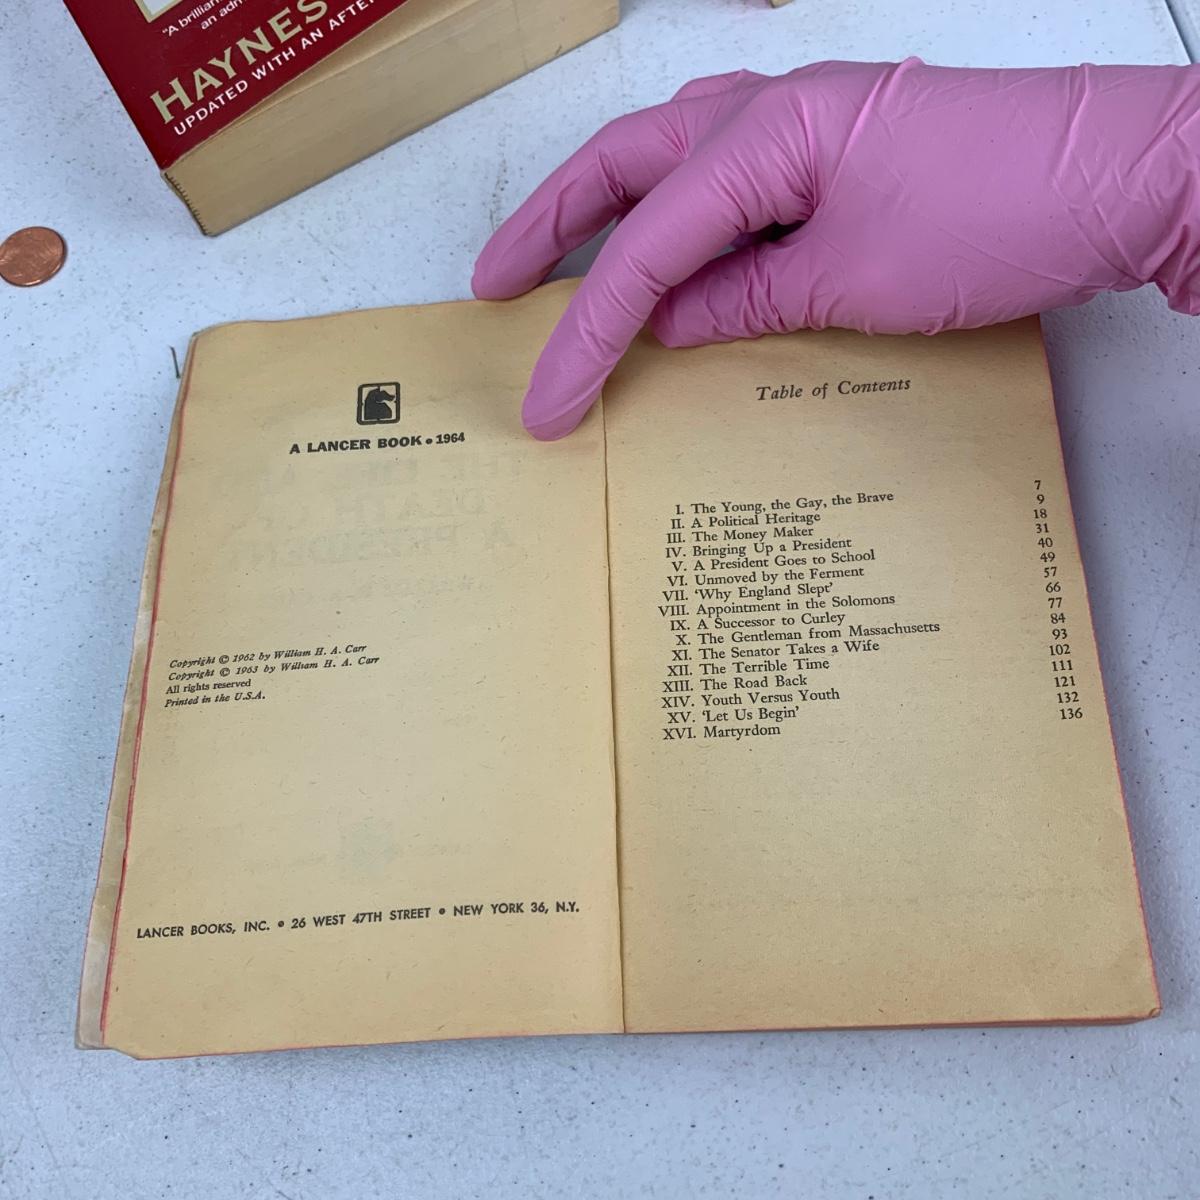 "A brillian
an adr
HAYNES
UPDATED WITH AN AFTE
A LANCER BOOK • 1964
Copyright © 1962 by William H. A. Carr
Copyright © 1963 by William H. A. Carr
All rights reserved
Printed in the U.S.A.
LANCER BOOKS, INC. • 26 WEST 47TH STREET • NEW YORK 36, N.Y.
Table of Contents
I. The Young, the Gay, the Brave 7
II. A Political Heritage 9
III. The Money Maker 18
IV. Bringing Up a President 31
V. A President Goes to School 40
VI. Unmoved by the Ferment 49
VII. 'Why England Slept' 57
VIII. Appointment in the Solomons 66
IX. A Successor to Curley 77
X. The Gentleman from Massachusetts 84
XI. The Senator Takes a Wife 93
XII. The Terrible Time 102
XIII. The Road Back 111
XIV. Youth Versus Youth 121
XV. 'Let Us Begin' 132
XVI. Martyrdom 136